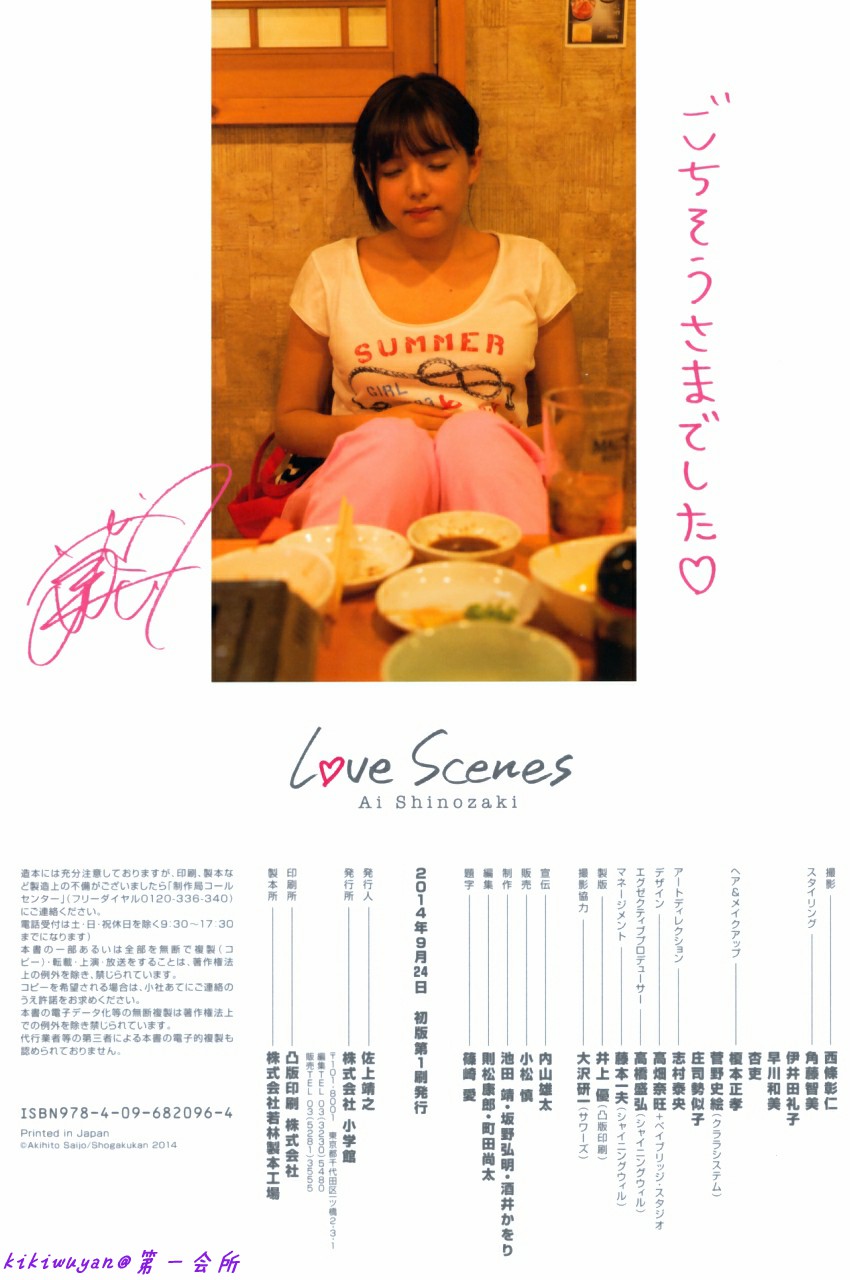 ごちそうさまでした♡
SUMMER
GIRL
Love Scenes
Ai Shinozaki
撮影 西條彰仁
スタイリング 角藤智美
伊井田礼子
早川和美
杏吏
ヘア&メイクアップ 榎本正孝
菅野史絵(クララシステム)
庄司勢似子
アートディレクション 志村泰央
デザイン 高畑奈旺+ベイブリッジ・スタジオ
エグゼクティブプロデューサー 高橋盛弘(シャイニングウィル)
マネージメント 藤本一夫(シャイニングウィル)
製版 井上 優(凸版印刷)
撮影協力 大沢研一(サワーズ)
宣伝 内山雄太
販売 小松 慎
制作 池田 靖・坂野弘明・酒井かをり
編集 則松康郎・町田尚太
題字 篠崎 愛
2014年9月24日 初版第1刷発行
発行人 佐上靖之
発行所 株式会社 小学館
〒101-8001 東京都千代田区一ツ橋2-3-1
編集TEL 03(3230)5480
販売TEL 03(5281)3555
印刷所 凸版印刷 株式会社
製本所 株式会社若林製本工場
造本には充分注意しておりますが、印刷、製本な
ど製造上の不備がございましたら「制作局コール
センター」(フリーダイヤル0120-336-340)
にご連絡ください。
電話受付は土・日・祝休日を除く9:30〜17:30
までになります)
本書の一部あるいは全部を無断で複製(コ
ピー)・転載・上演・放送をすることは、著作権法
上の例外を除き、禁じられています。
コピーを希望される場合は、小社あてにご連絡の
うえ許諾をお求めください。
本書の電子データ化等の無断複製は著作権法上
での例外を除き禁じられています。
代行業者等の第三者による本書の電子的複製も
認められておりません。
ISBN978-4-09-682096-4
Printed in Japan
©Akihito Saijo/Shogakukan 2014
kikiwuyan@第一会所